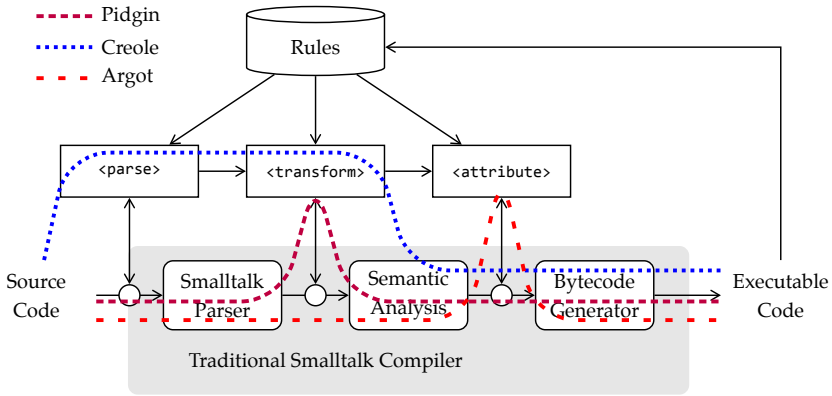 Pidgin
Creole
Argot
Rules
<parse>
<transform>
<attribute>
Source
Code
Smalltalk
Parser
Semantic
Analysis
Bytecode
Generator
Executable
Code
Traditional Smalltalk Compiler